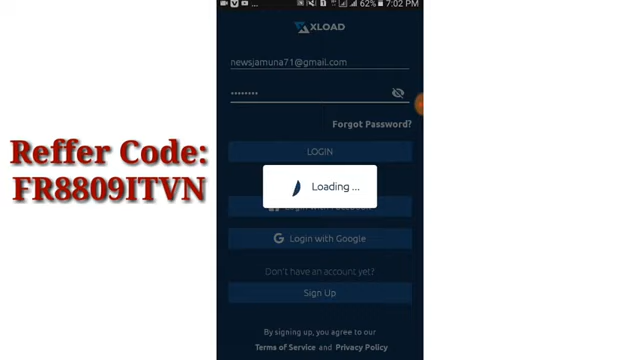 62% 7:02 PM
XLOAD
newsjamuna71@gmail.com
••••••••
Forgot Password?
LOGIN
Loading ...
Login with
Login with Google
Don't have an account yet?
Sign Up
By signing up, you agree to our
Terms of Service and Privacy Policy
Reffer Code:
FR8809ITVN